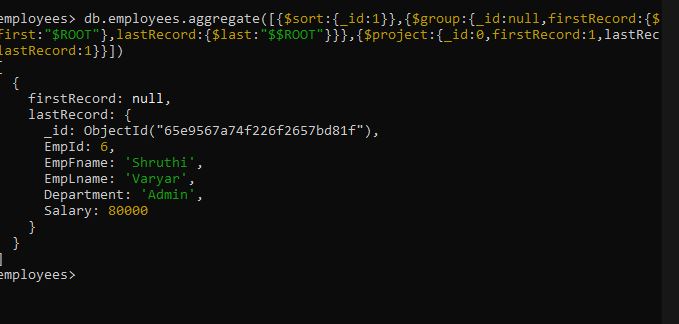 employees> db.employees.aggregate([{$sort:{_id:1}},{$group:{_id:null,firstRecord:{$
first:"$ROOT"},lastRecord:{$last:"$$ROOT"}}},{$project:{_id:0,firstRecord:1,lastRec
lastRecord:1}}])
[
{
firstRecord: null,
lastRecord: {
_id: ObjectId("65e9567a74f226f2657bd81f"),
EmpId: 6,
EmpFname: 'Shruthi',
EmpLname: 'Varyar',
Department: 'Admin',
Salary: 80000
}
}
]
employees>